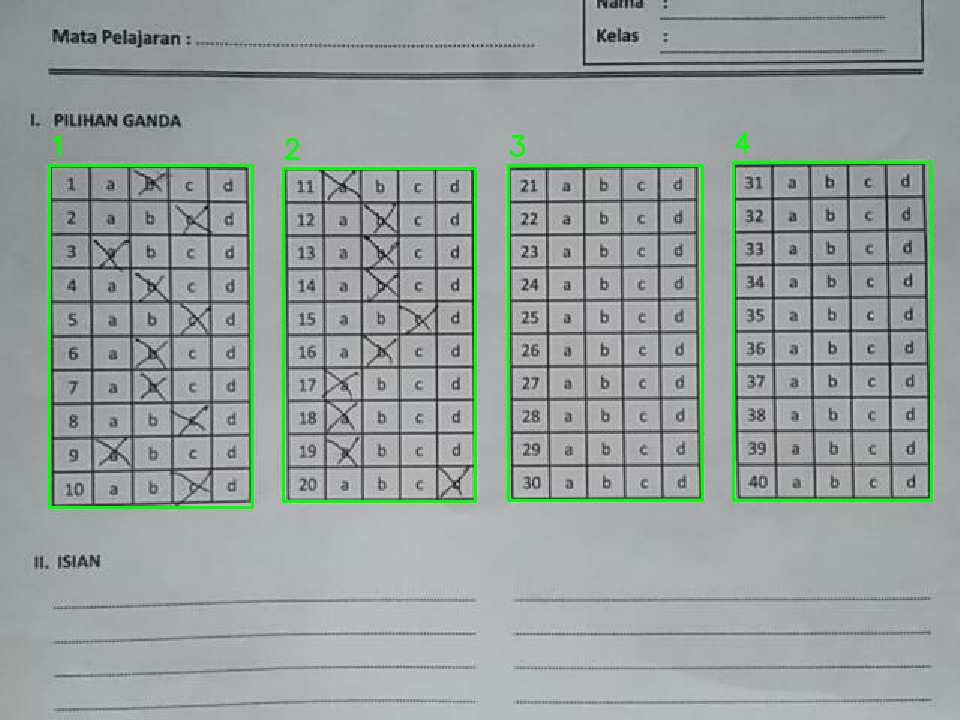 Nama :
Mata Pelajaran :
Kelas :
I. PILIHAN GANDA
1 2 3 4
1 a b c d 11 a b c d 21 a b c d 31 a b c d
2 a b c d 12 a b c d 22 a b c d 32 a b c d
3 a b c d 13 a b c d 23 a b c d 33 a b c d
4 a b c d 14 a b c d 24 a b c d 34 a b c d
5 a b c d 15 a b c d 25 a b c d 35 a b c d
6 a b c d 16 a b c d 26 a b c d 36 a b c d
7 a b c d 17 a b c d 27 a b c d 37 a b c d
8 a b c d 18 a b c d 28 a b c d 38 a b c d
9 a b c d 19 a b c d 29 a b c d 39 a b c d
10 a b c d 20 a b c d 30 a b c d 40 a b c d
II. ISIAN